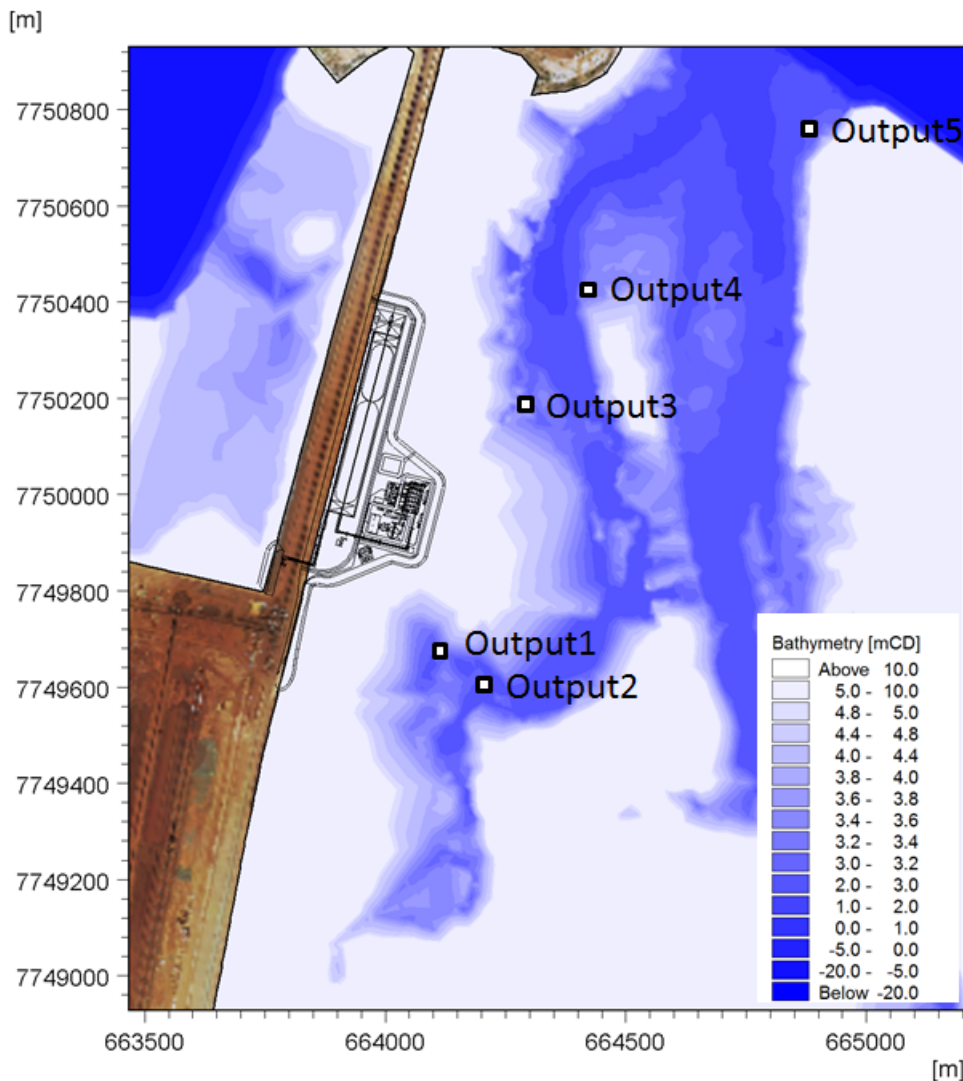 [m]
7750800
7750600
7750400
7750200
7750000
7749800
7749600
7749400
7749200
7749000
Output5
Output4
Output3
Output1
Output2
Bathymetry [mCD]
Above 10.0
5.0 - 10.0
4.8 - 5.0
4.4 - 4.8
4.0 - 4.4
3.8 - 4.0
3.6 - 3.8
3.4 - 3.6
3.2 - 3.4
3.0 - 3.2
2.0 - 3.0
1.0 - 2.0
0.0 - 1.0
-5.0 - 0.0
-20.0 - -5.0
Below -20.0
663500 664000 664500 665000
[m]